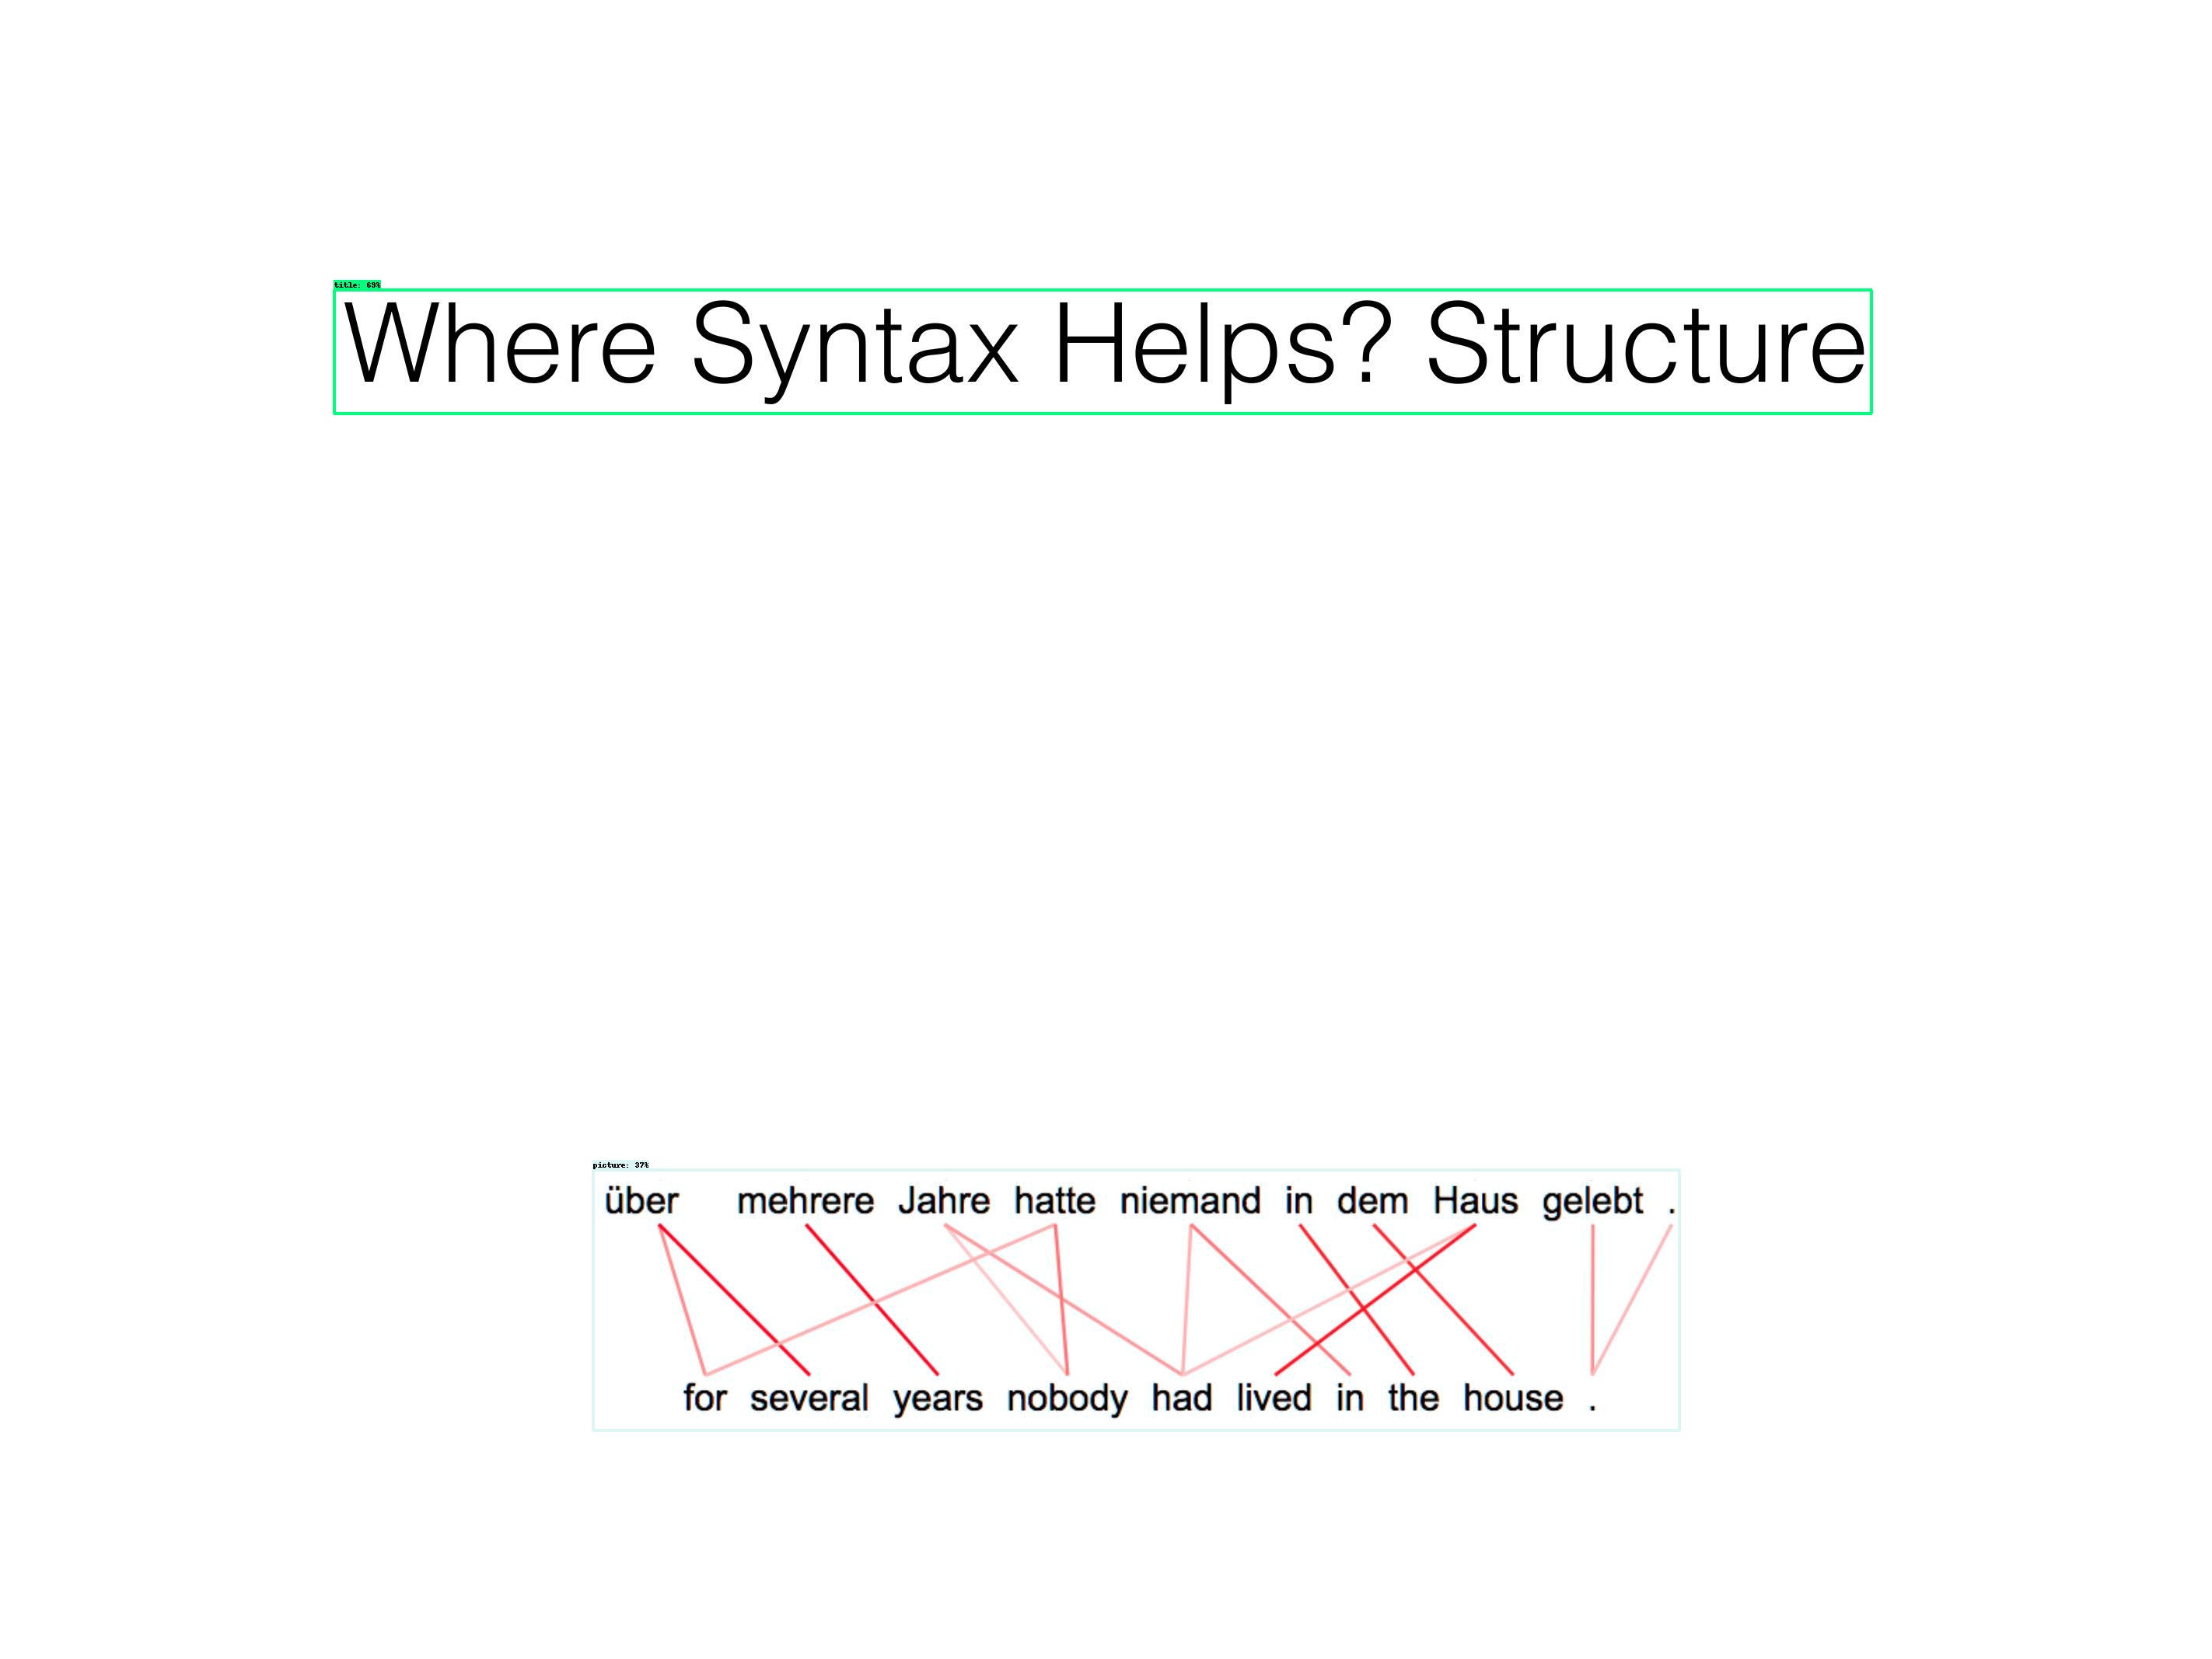 title: 69%
Where Syntax Helps? Structure
picture: 37%
über mehrere Jahre hatte niemand in dem Haus gelebt .
for several years nobody had lived in the house .